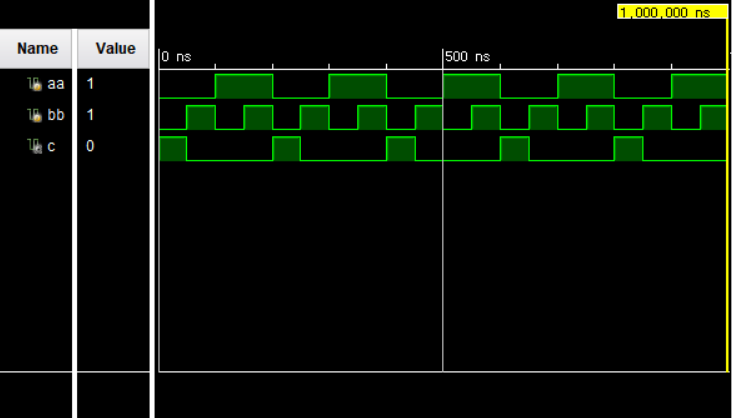 1,000,000 ns
Name Value
0 ns 500 ns
aa 1
bb 1
c 0